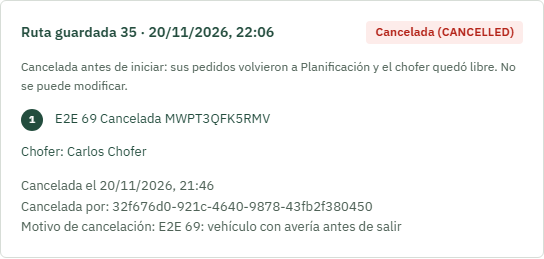 Ruta guardada 35 · 20/11/2026, 22:06
Cancelada (CANCELLED)
Cancelada antes de iniciar: sus pedidos volvieron a Planificación y el chofer quedó libre. No
se puede modificar.
1 E2E 69 Cancelada MWPT3QFK5RMV
Chofer: Carlos Chofer
Cancelada el 20/11/2026, 21:46
Cancelada por: 32f676d0-921c-4640-9878-43fb2f380450
Motivo de cancelación: E2E 69: vehículo con avería antes de salir